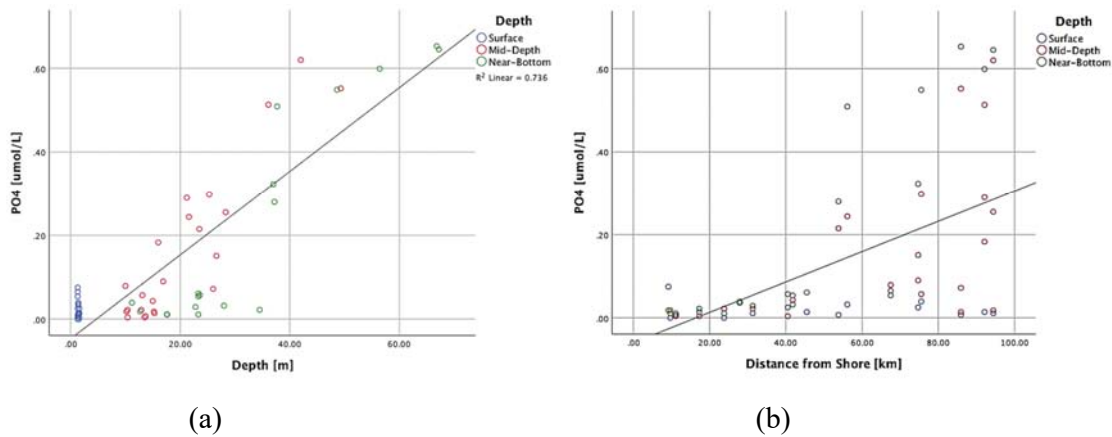 Depth
Surface
Mid-Depth
Near-Bottom
R² Linear = 0.736
PO4 [umol/L]
.60
.40
.20
.00
.00 20.00 40.00 60.00
Depth [m]
(a)
Depth
Surface
Mid-Depth
Near-Bottom
PO4 [umol/L]
.60
.40
.20
.00
.00 20.00 40.00 60.00 80.00 100.00
Distance from Shore [km]
(b)